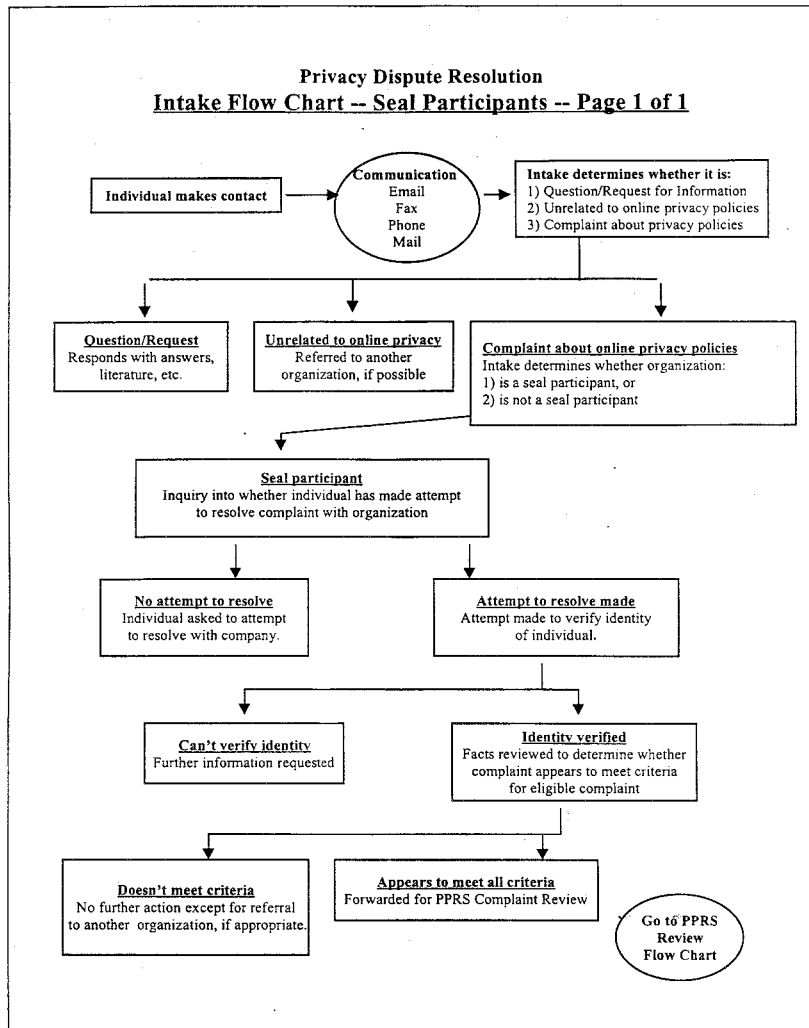 Privacy Dispute Resolution
Intake Flow Chart -- Seal Participants -- Page 1 of 1
Individual makes contact
Communication
Email
Fax
Phone
Mail
Intake determines whether it is:
1) Question/Request for Information
2) Unrelated to online privacy policies
3) Complaint about privacy policies
Question/Request
Responds with answers,
literature, etc.
Unrelated to online privacy
Referred to another
organization, if possible
Complaint about online privacy policies
Intake determines whether organization:
1) is a seal participant, or
2) is not a seal participant
Seal participant
Inquiry into whether individual has made attempt
to resolve complaint with organization
No attempt to resolve
Individual asked to attempt
to resolve with company.
Attempt to resolve made
Attempt made to verify identity
of individual.
Can't verify identity
Further information requested
Identity verified
Facts reviewed to determine whether
complaint appears to meet criteria
for eligible complaint
Doesn't meet criteria
No further action except for referral
to another organization, if appropriate.
Appears to meet all criteria
Forwarded for PPRS Complaint Review
Go to PPRS
Review
Flow Chart